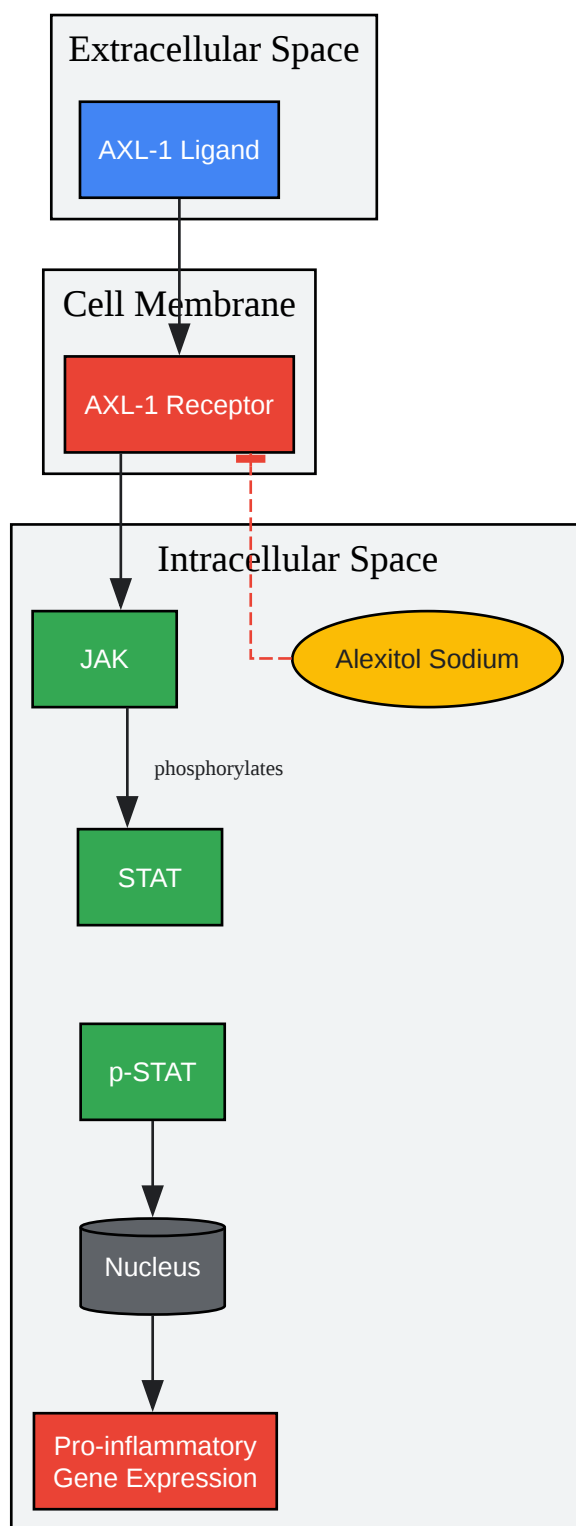 Extracellular Space
AXL-1 Ligand
Cell Membrane
AXL-1 Receptor
Intracellular Space
JAK
Alexitol Sodium
phosphorylates
STAT
p-STAT
Nucleus
Pro-inflammatory
Gene Expression